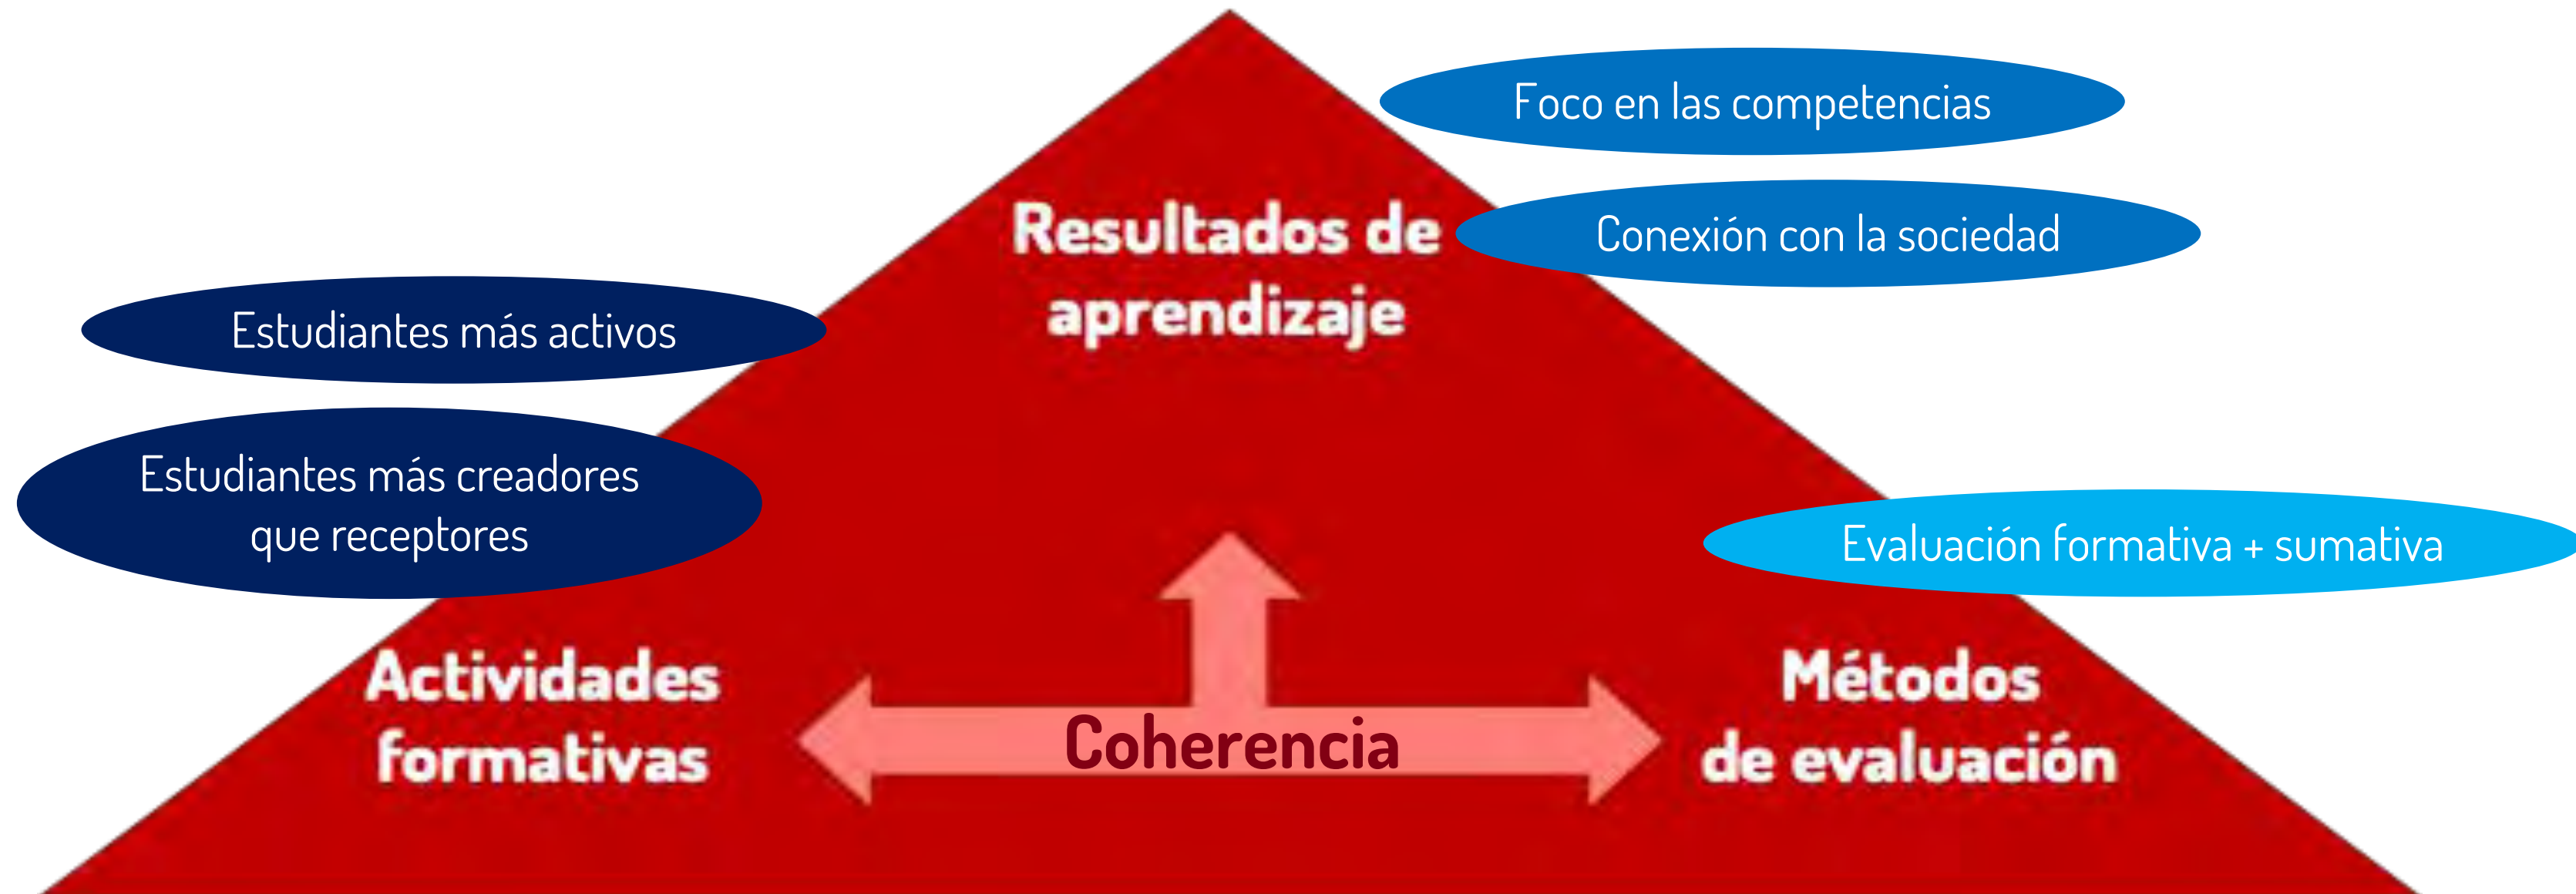 Foco en las competencias
Conexión con la sociedad
Resultados de
aprendizaje
Estudiantes más activos
Estudiantes más creadores
que receptores
Evaluación formativa + sumativa
Actividades
formativas
Coherencia
Métodos
de evaluación